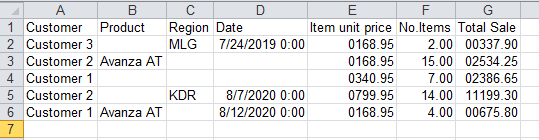 A B C D E F G
1 Customer Product Region Date Item unit price No.Items Total Sale
2 Customer 3 MLG 7/24/2019 0:00 0168.95 2.00 00337.90
3 Customer 2 Avanza AT 0168.95 15.00 02534.25
4 Customer 1 0340.95 7.00 02386.65
5 Customer 2 KDR 8/7/2020 0:00 0799.95 14.00 11199.30
6 Customer 1 Avanza AT 8/12/2020 0:00 0168.95 4.00 00675.80
7